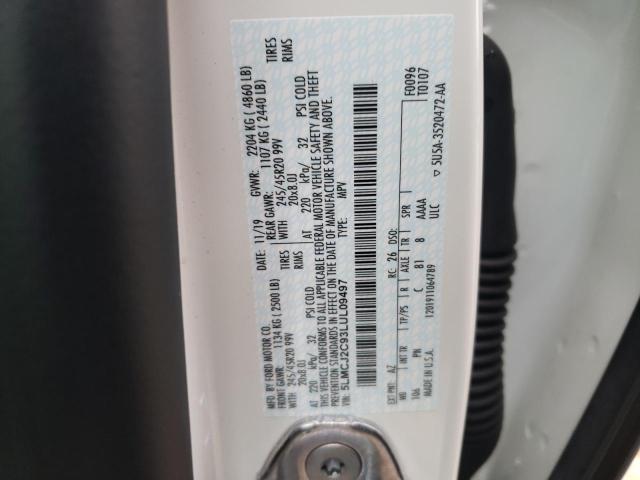 MFD. BY FORD MOTOR CO. DATE: 11/19 GVWR: 2204 KG ( 4860 LB)
FRONT GAWR: 1134 KG ( 2500 LB) REAR GAWR: 1107 KG ( 2440 LB)
WITH 245/45R20 99V TIRES WITH 245/45R20 99V TIRES
20x8.0J RIMS 20x8.0J RIMS
AT 220 kPa/ 32 PSI COLD AT 220 kPa/ 32 PSI COLD
THIS VEHICLE CONFORMS TO ALL APPLICABLE FEDERAL MOTOR VEHICLE SAFETY AND THEFT
PREVENTION STANDARDS IN EFFECT ON THE DATE OF MANUFACTURE SHOWN ABOVE.
VIN: 5LMCJ2C93LUL09497 TYPE: MPV
F0096
EXT PNT: AZ RC: 26 DSO: T0107
WB INT TR TP/PS R AXLE TR SPR
106 PN C 81 8 AAAA
ULC
MADE IN U.S.A. 1201911064789 ▽ 5U5A-3520472-AA